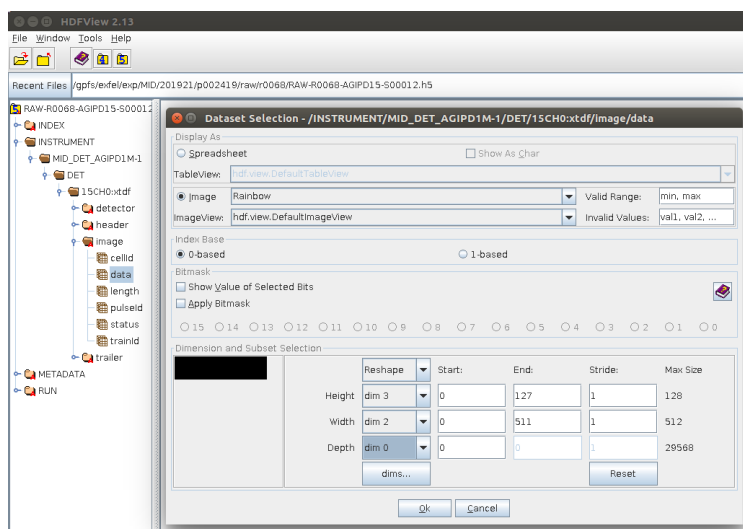 HDFView 2.13
File Window Tools Help
Recent Files /gpfs/exfel/exp/MID/201921/p002419/raw/r0068/RAW-R0068-AGIPD15-S00012.h5
RAW-R0068-AGIPD15-S00012
INDEX
INSTRUMENT
MID_DET_AGIPD1M-1
DET
15CH0:xtdf
detector
header
image
cellId
data
length
pulseId
status
trainId
trailer
METADATA
RUN
Dataset Selection - /INSTRUMENT/MID_DET_AGIPD1M-1/DET/15CH0:xtdf/image/data
Display As
Spreadsheet Show As Char
TableView: hdf.view.DefaultTableView
Image Rainbow Valid Range: min, max
ImageView: hdf.view.DefaultImageView Invalid Values: val1, val2, ...
Index Base
0-based 1-based
Bitmask
Show Value of Selected Bits
Apply Bitmask
15 14 13 12 11 10 9 8 7 6 5 4 3 2 1 0
Dimension and Subset Selection
Reshape Start: End: Stride: Max Size
Height dim 3 0 127 1 128
Width dim 2 0 511 1 512
Depth dim 0 0 0 1 29568
dims... Reset
Ok Cancel